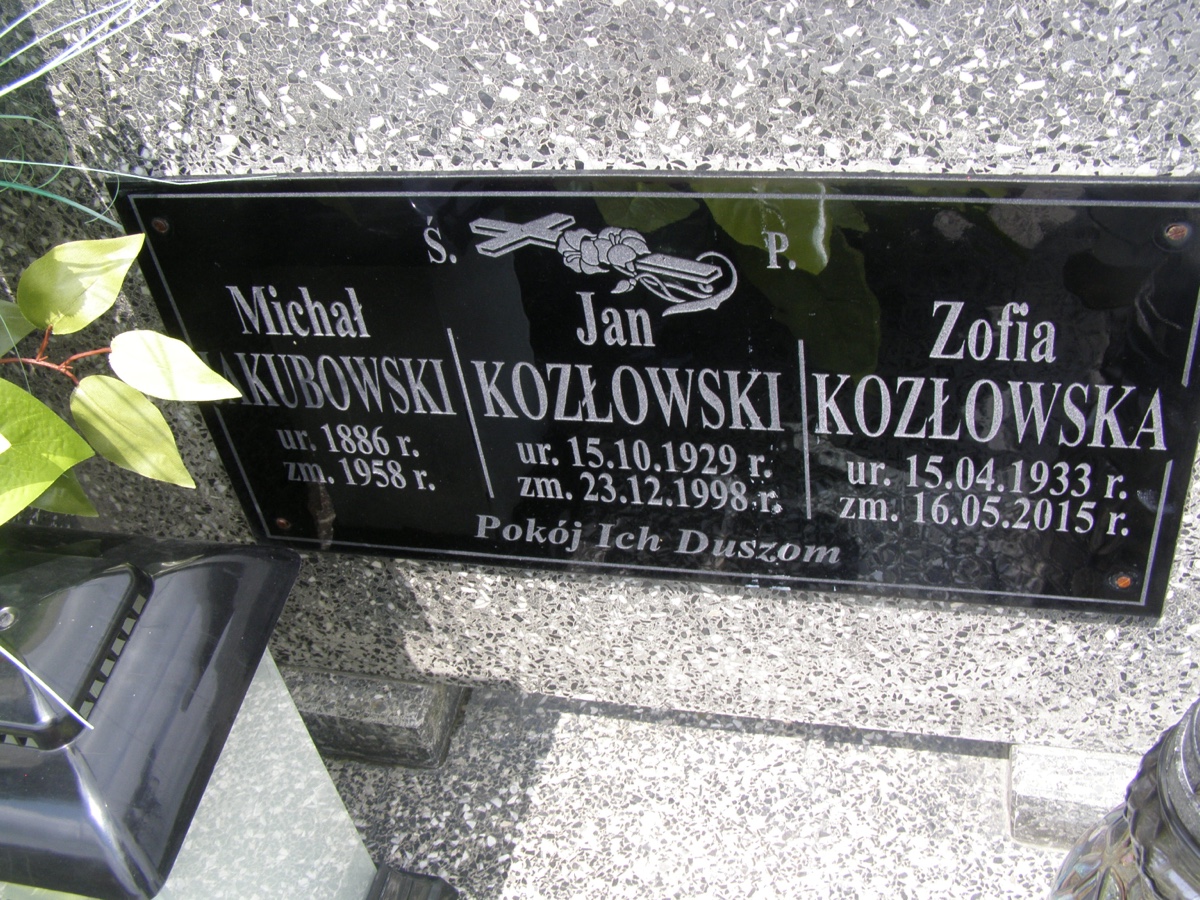 Ś. P.
Michał
JAKUBOWSKI
ur. 1886 r.
zm. 1958 r.
Jan
KOZŁOWSKI
ur. 15.10.1929 r.
zm. 23.12.1998 r.
Zofia
KOZŁOWSKA
ur. 15.04.1933 r.
zm. 16.05.2015 r.
Pokój Ich Duszom